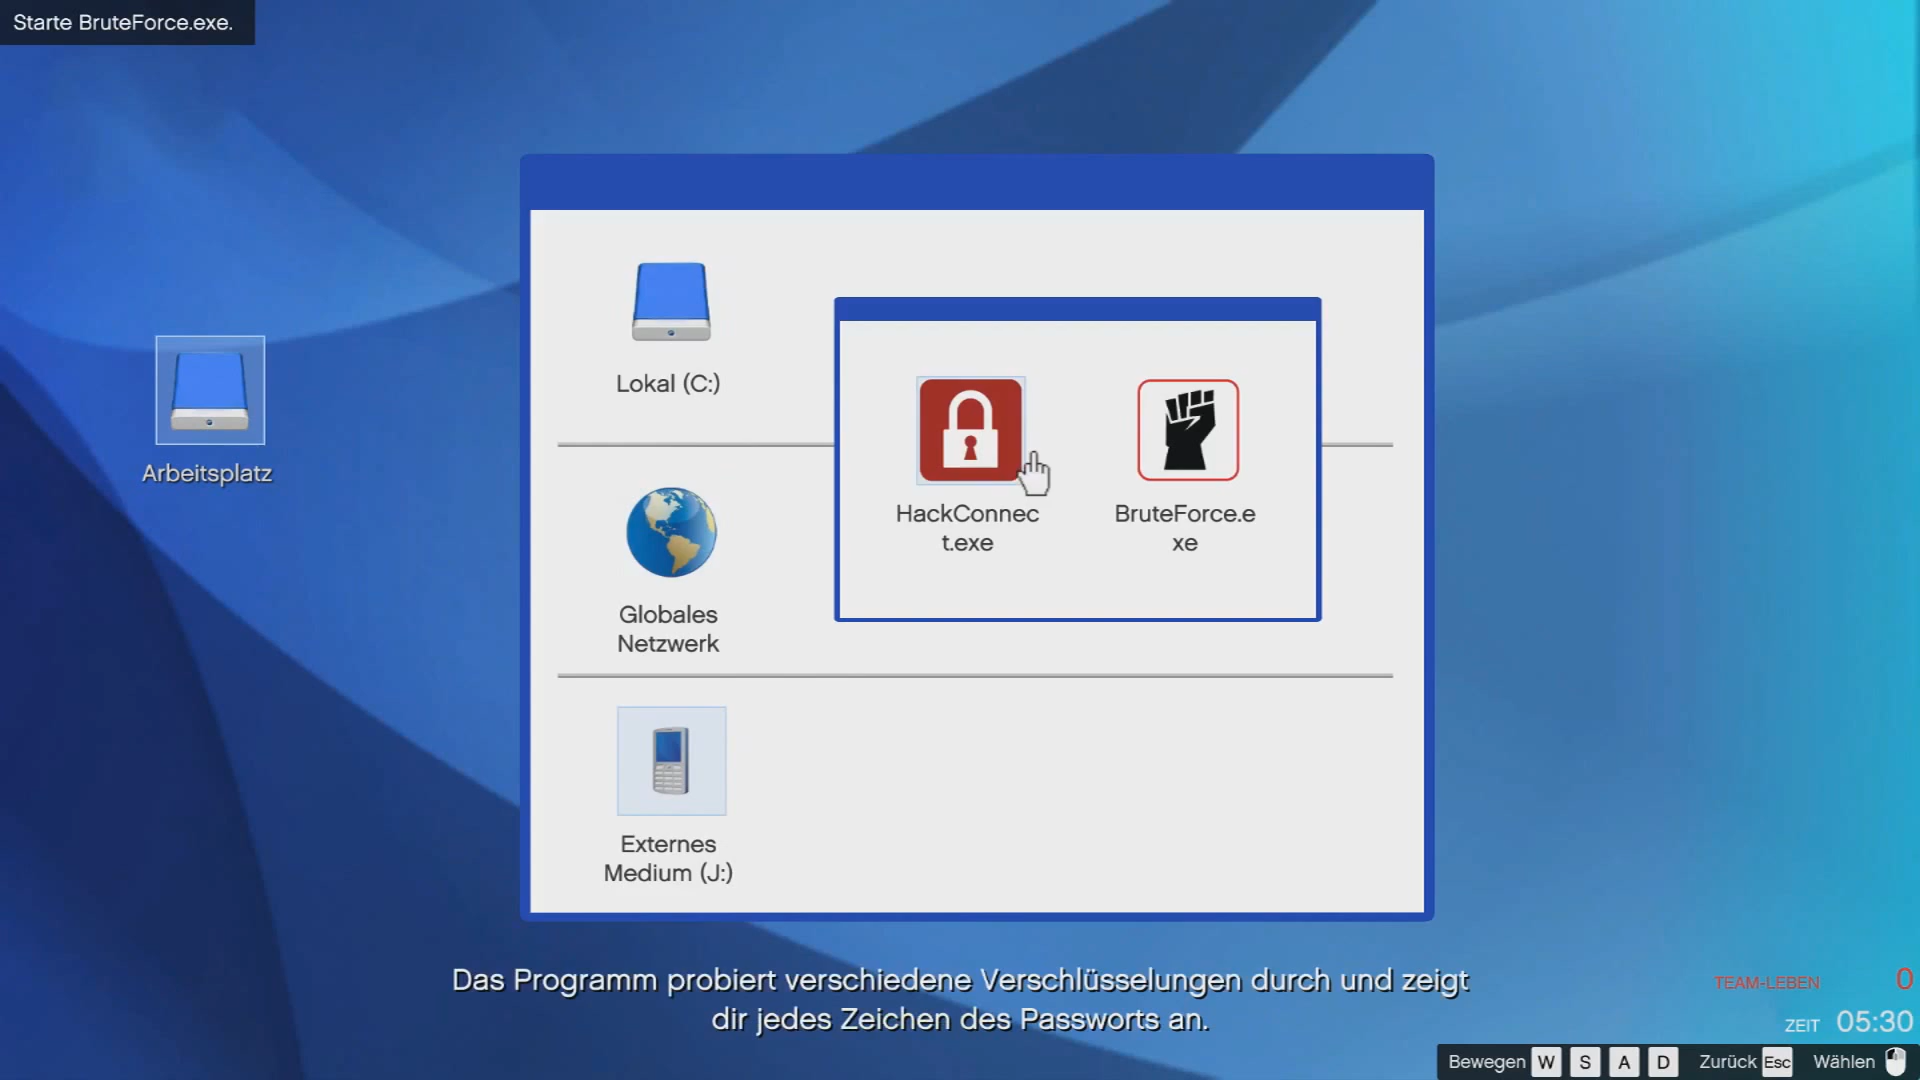 Starte BruteForce.exe.
Lokal (C:)
Arbeitsplatz
HackConnec
t.exe
BruteForce.e
xe
Globales
Netzwerk
Externes
Medium (J:)
Das Programm probiert verschiedene Verschlüsselungen durch und zeigt
dir jedes Zeichen des Passworts an.
TEAM-LEBEN 0
ZEIT 05:30
Bewegen W S A D Zurück Esc Wählen